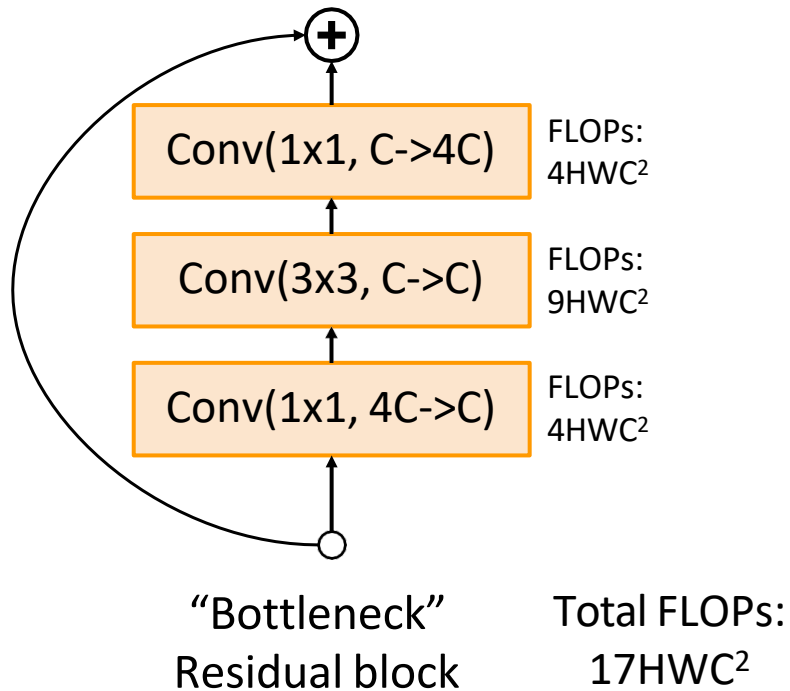 +
Conv(1x1, C->4C)
FLOPs:
4HWC²
Conv(3x3, C->C)
FLOPs:
9HWC²
Conv(1x1, 4C->C)
FLOPs:
4HWC²
“Bottleneck”
Residual block
Total FLOPs:
17HWC²